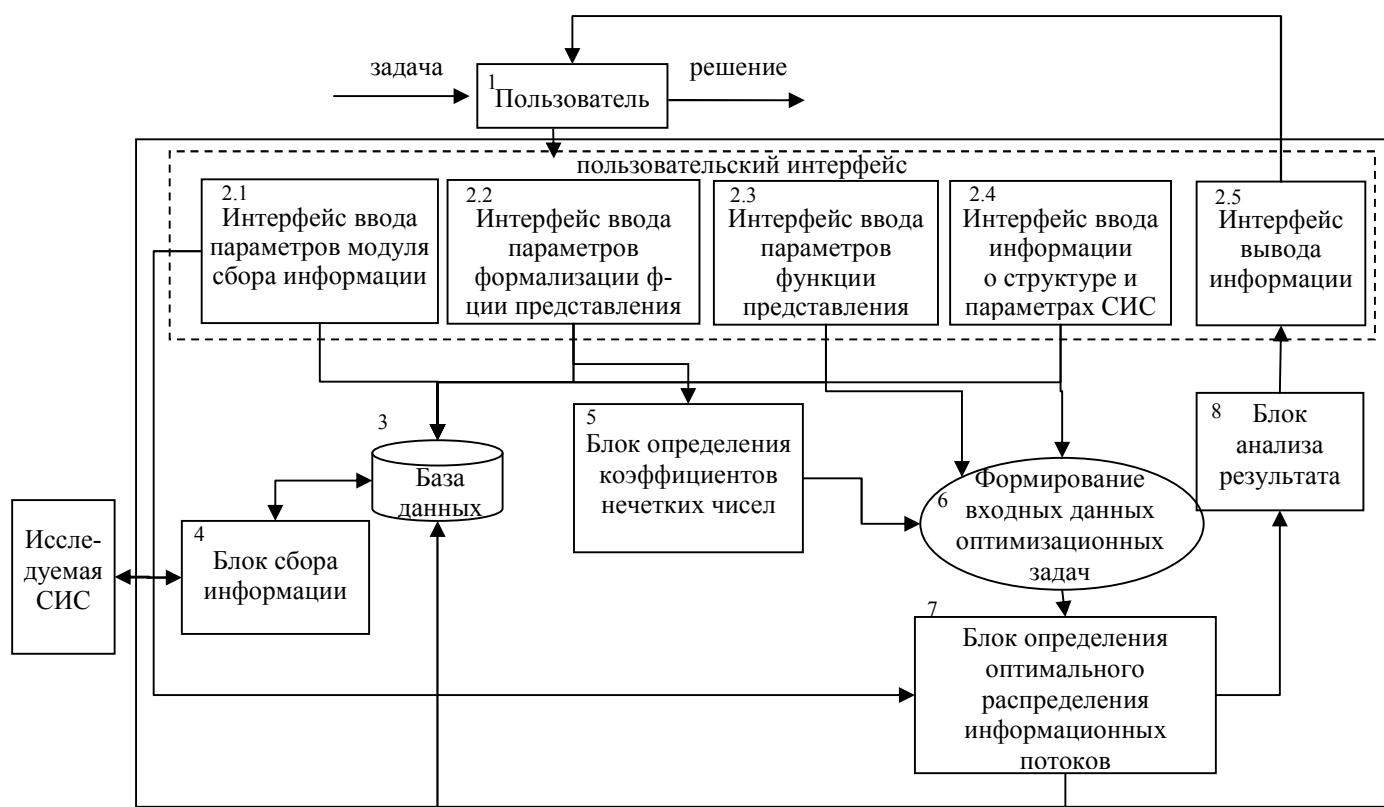 задача
решение
1
Пользователь
пользовательский интерфейс
2.1
Интерфейс ввода
параметров модуля
сбора информации
2.2
Интерфейс ввода
параметров
формализации ф-
ции представления
2.3
Интерфейс ввода
параметров
функции
представления
2.4
Интерфейс ввода
информации
о структуре и
параметрах СИС
2.5
Интерфейс
вывода
информации
3
База
данных
5
Блок определения
коэффициентов
нечетких чисел
6
Формирование
входных данных
оптимизационных
задач
8
Блок
анализа
результата
Иссле-
дуемая
СИС
4
Блок сбора
информации
7
Блок определения
оптимального
распределения
информационных
потоков